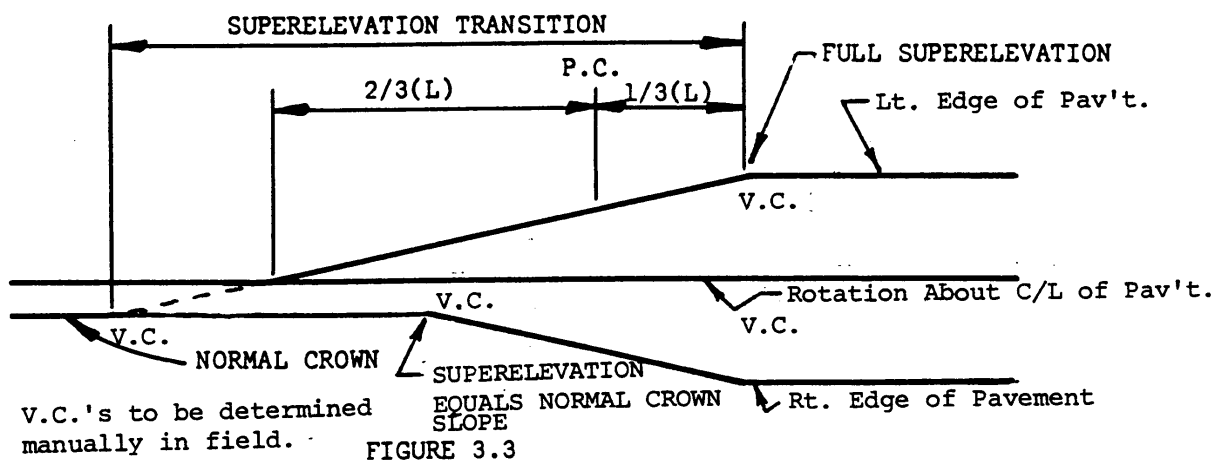 SUPERELEVATION TRANSITION
P.C.
FULL SUPERELEVATION
2/3(L)
1/3(L)
Lt. Edge of Pav't.
V.C.
V.C.
Rotation About C/L of Pav't.
V.C.
V.C.
NORMAL CROWN
SUPERELEVATION
EQUALS NORMAL CROWN
SLOPE
Rt. Edge of Pavement
V.C.'s to be determined
manually in field.
FIGURE 3.3